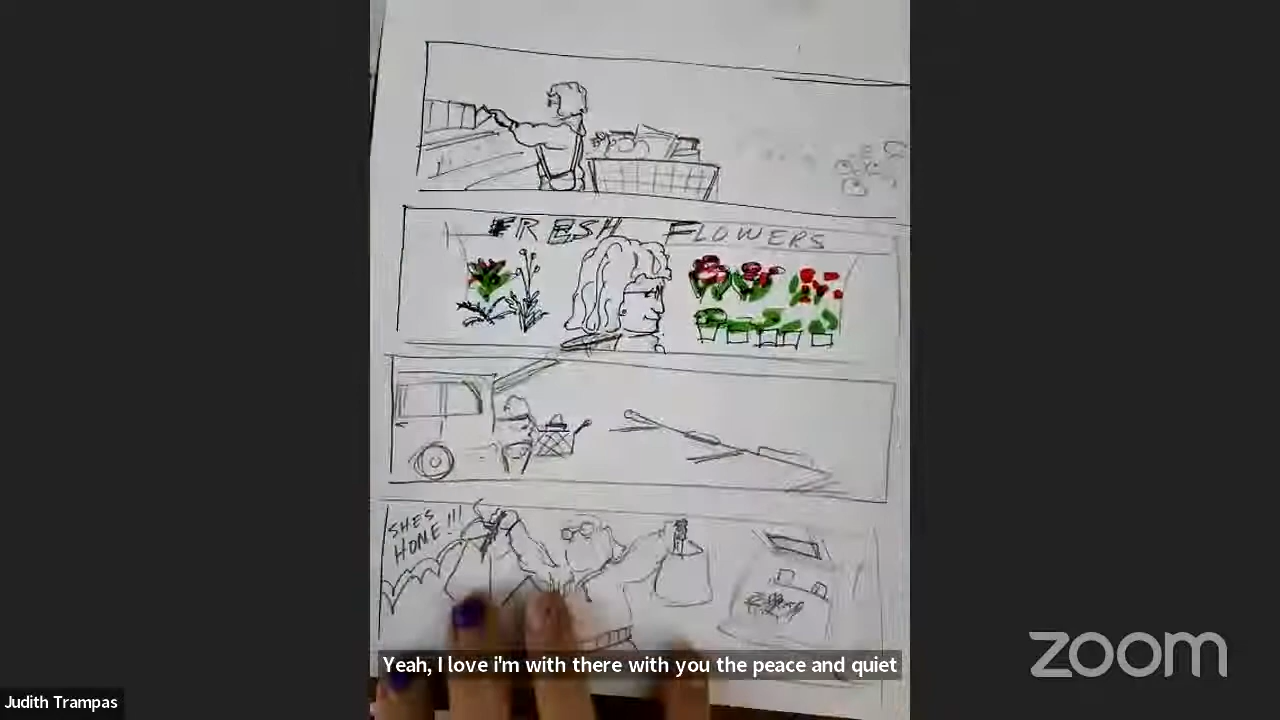 FRESH FLOWERS
SHES
HOME!!!
Yeah, I love i'm with there with you the peace and quiet
zoom
Judith Trampas